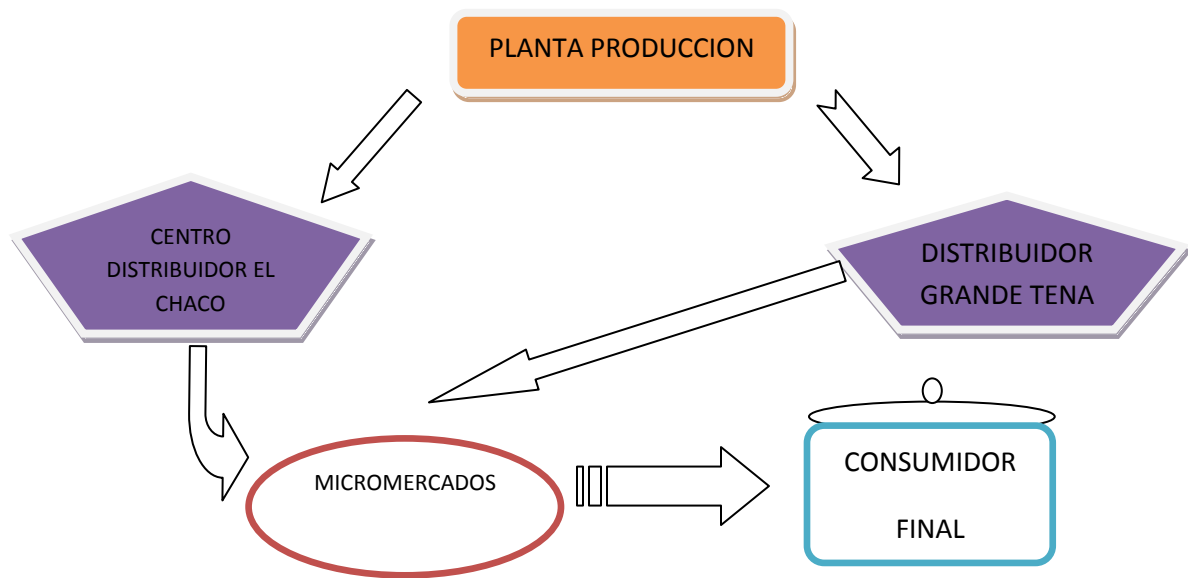 PLANTA PRODUCCION
CENTRO
DISTRIBUIDOR EL
CHACO
DISTRIBUIDOR
GRANDE TENA
MICROMERCADOS
CONSUMIDOR
FINAL